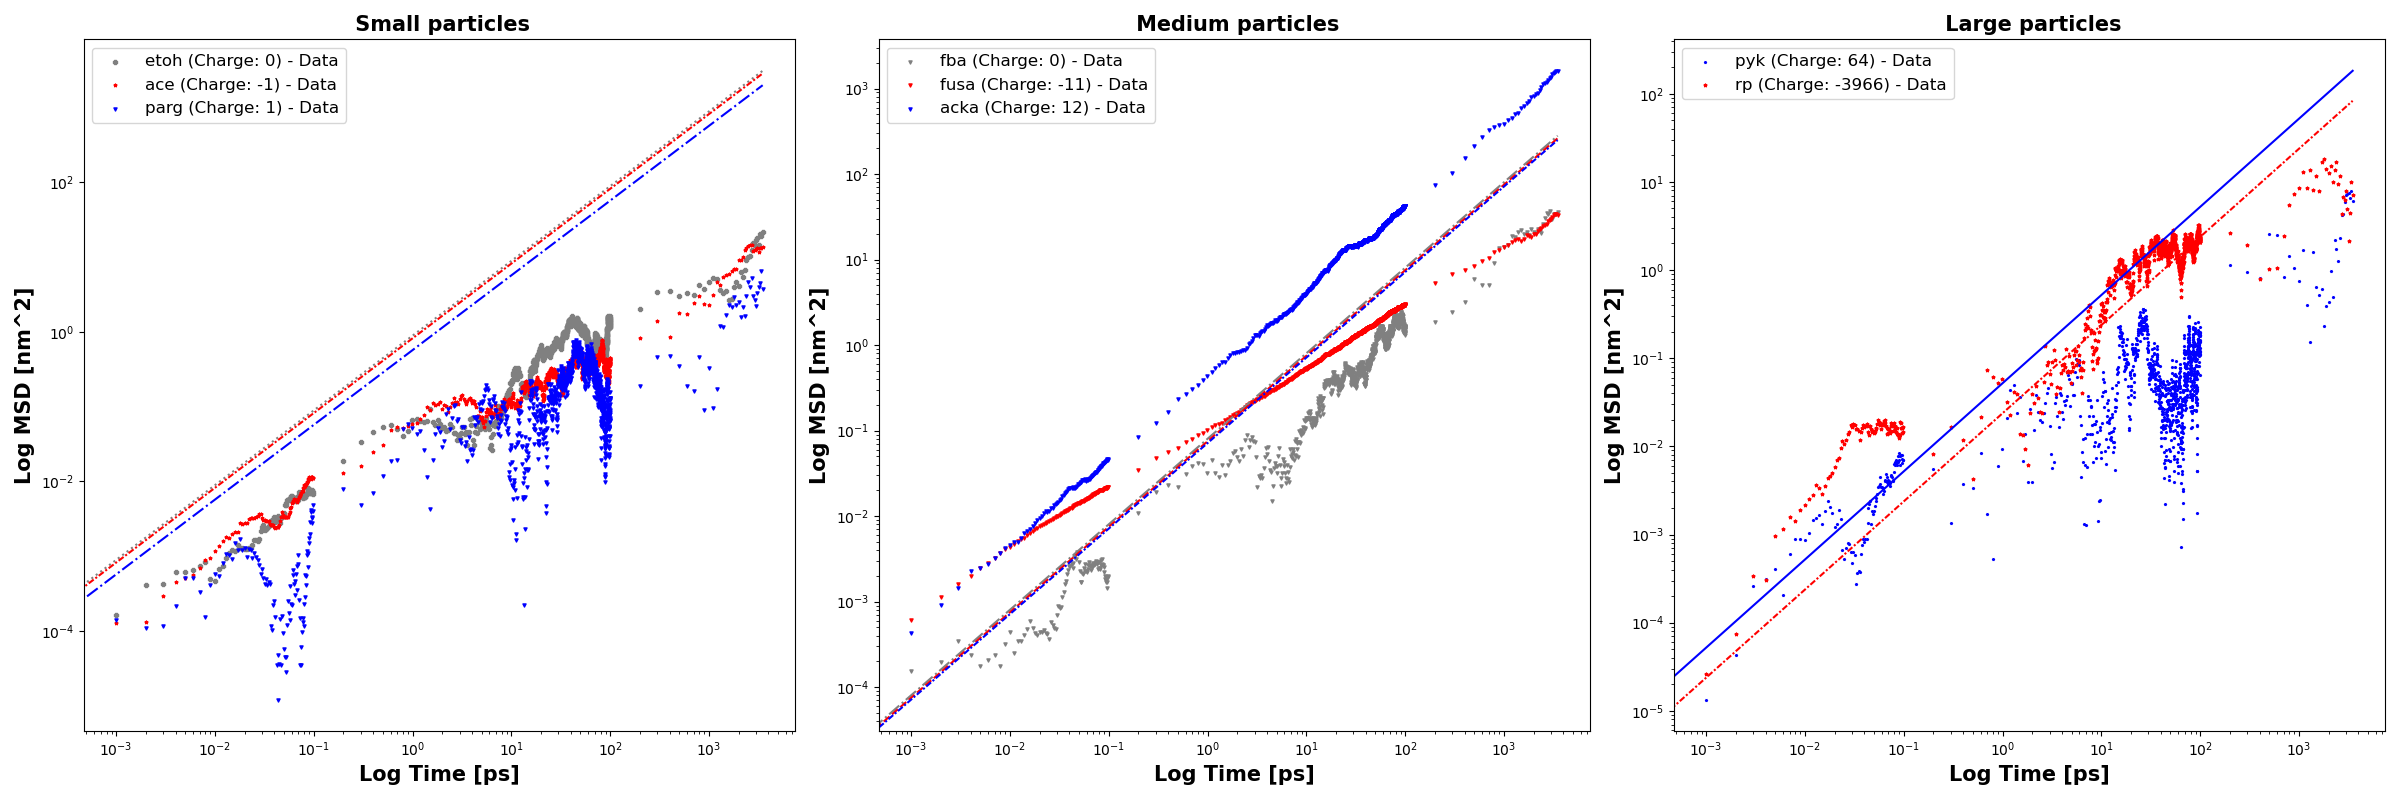 Small particles
etoh (Charge: 0) - Data
ace (Charge: -1) - Data
parg (Charge: 1) - Data
10^2
10^0
10^-2
10^-4
Log MSD [nm^2]
10^-3 10^-2 10^-1 10^0 10^1 10^2 10^3
Log Time [ps]
Medium particles
fba (Charge: 0) - Data
fusa (Charge: -11) - Data
acka (Charge: 12) - Data
10^3
10^2
10^1
10^0
10^-1
10^-2
10^-3
10^-4
Log MSD [nm^2]
10^-3 10^-2 10^-1 10^0 10^1 10^2 10^3
Log Time [ps]
Large particles
pyk (Charge: 64) - Data
rp (Charge: -3966) - Data
10^2
10^1
10^0
10^-1
10^-2
10^-3
10^-4
10^-5
Log MSD [nm^2]
10^-3 10^-2 10^-1 10^0 10^1 10^2 10^3
Log Time [ps]